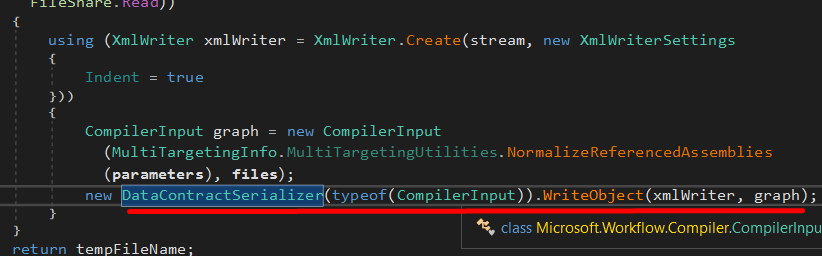 FileShare.Read))
{
using (XmlWriter xmlWriter = XmlWriter.Create(stream, new XmlWriterSettings
{
Indent = true
}))
{
CompilerInput graph = new CompilerInput
(MultiTargetingInfo.MultiTargetingUtilities.NormalizeReferencedAssemblies
(parameters), files);
new DataContractSerializer(typeof(CompilerInput)).WriteObject(xmlWriter, graph);
}
}
class Microsoft.Workflow.Compiler.CompilerInpu
return tempFileName;